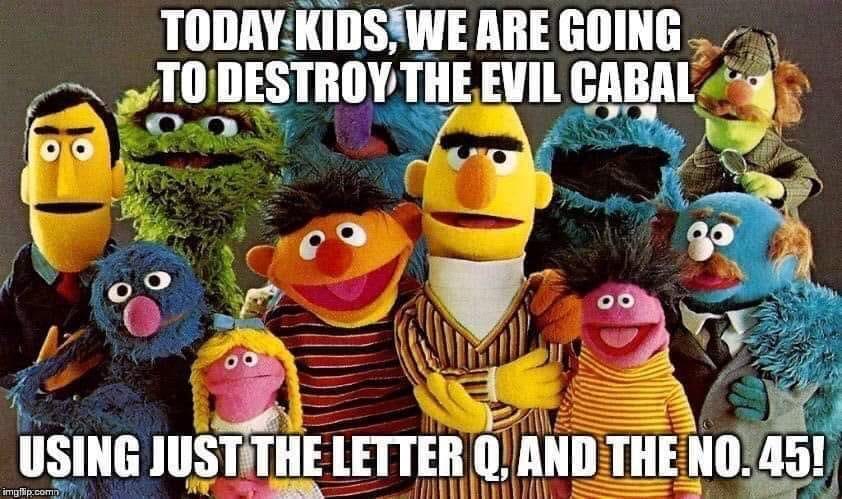 TODAY KIDS, WE ARE GOING
TO DESTROY THE EVIL CABAL
USING JUST THE LETTER Q, AND THE NO. 45!
imgflip.com